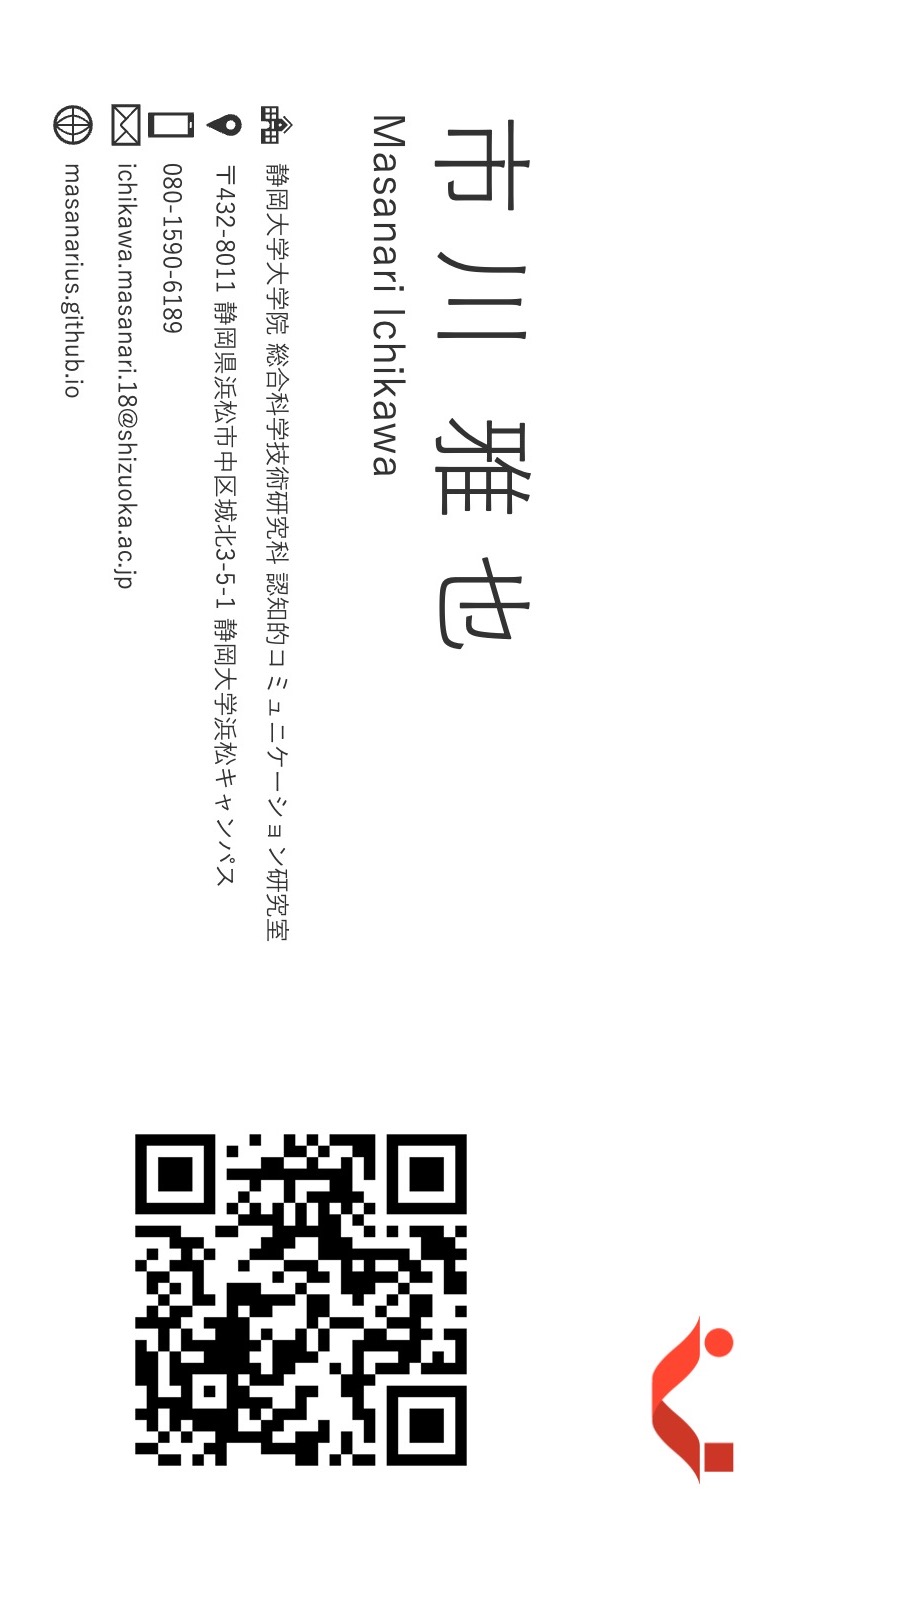 市川 雅也
Masanari Ichikawa
静岡大学大学院 総合科学技術研究科 認知的コミュニケーション研究室
〒432-8011 静岡県浜松市中区城北3-5-1 静岡大学浜松キャンパス
080-1590-6189
ichikawa.masanari.18@shizuoka.ac.jp
masanarius.github.io